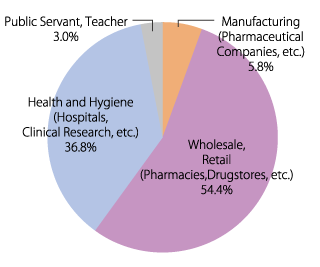 Public Servant, Teacher
3.0%
Manufacturing
(Pharmaceutical
Companies, etc.)
5.8%
Health and Hygiene
(Hospitals,
Clinical Research, etc.)
36.8%
Wholesale,
Retail
(Pharmacies,Drugstores, etc.)
54.4%